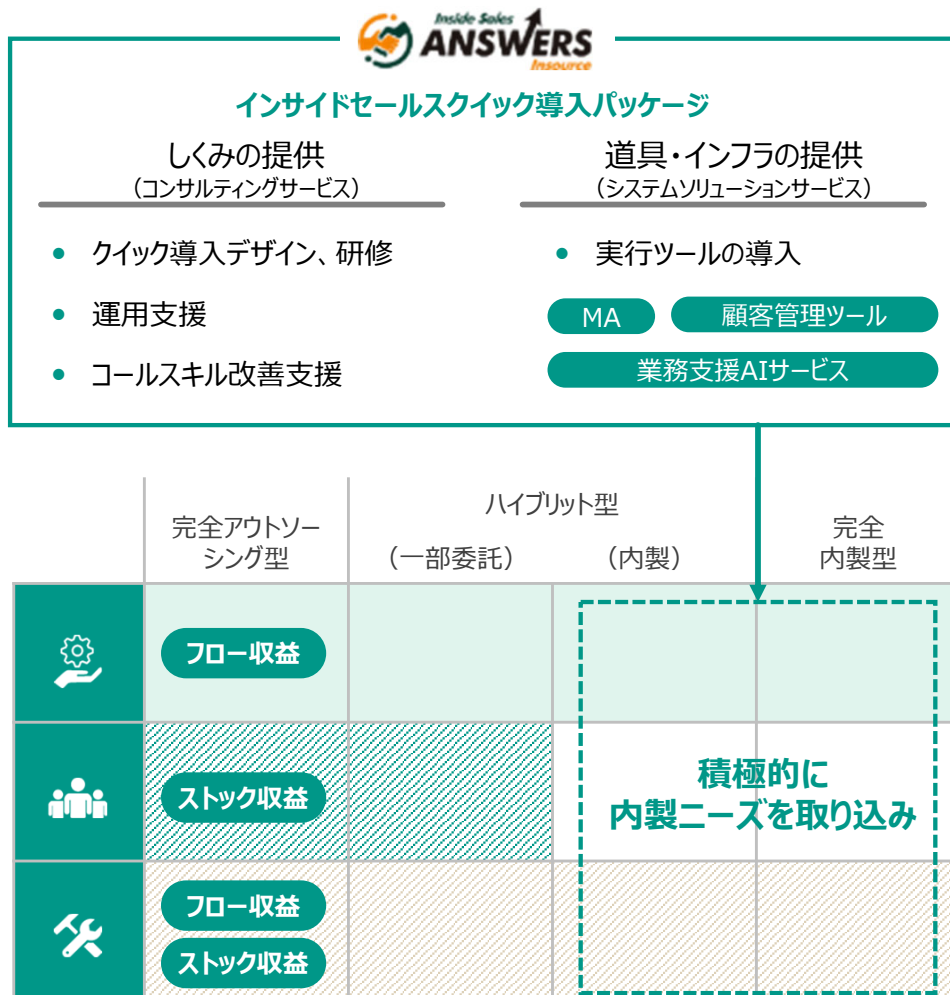 Inside Sales
ANSWERS
Insource
インサイドセールスクイック導入パッケージ
しくみの提供
（コンサルティングサービス）
• クイック導入デザイン、研修
• 運用支援
• コールスキル改善支援
道具・インフラの提供
（システムソリューションサービス）
• 実行ツールの導入
MA
顧客管理ツール
業務支援AIサービス
完全アウトソー
シング型
ハイブリット型
（一部委託）
（内製）
完全
内製型
フロー収益
ストック収益
積極的に
内製ニーズを取り込み
フロー収益
ストック収益